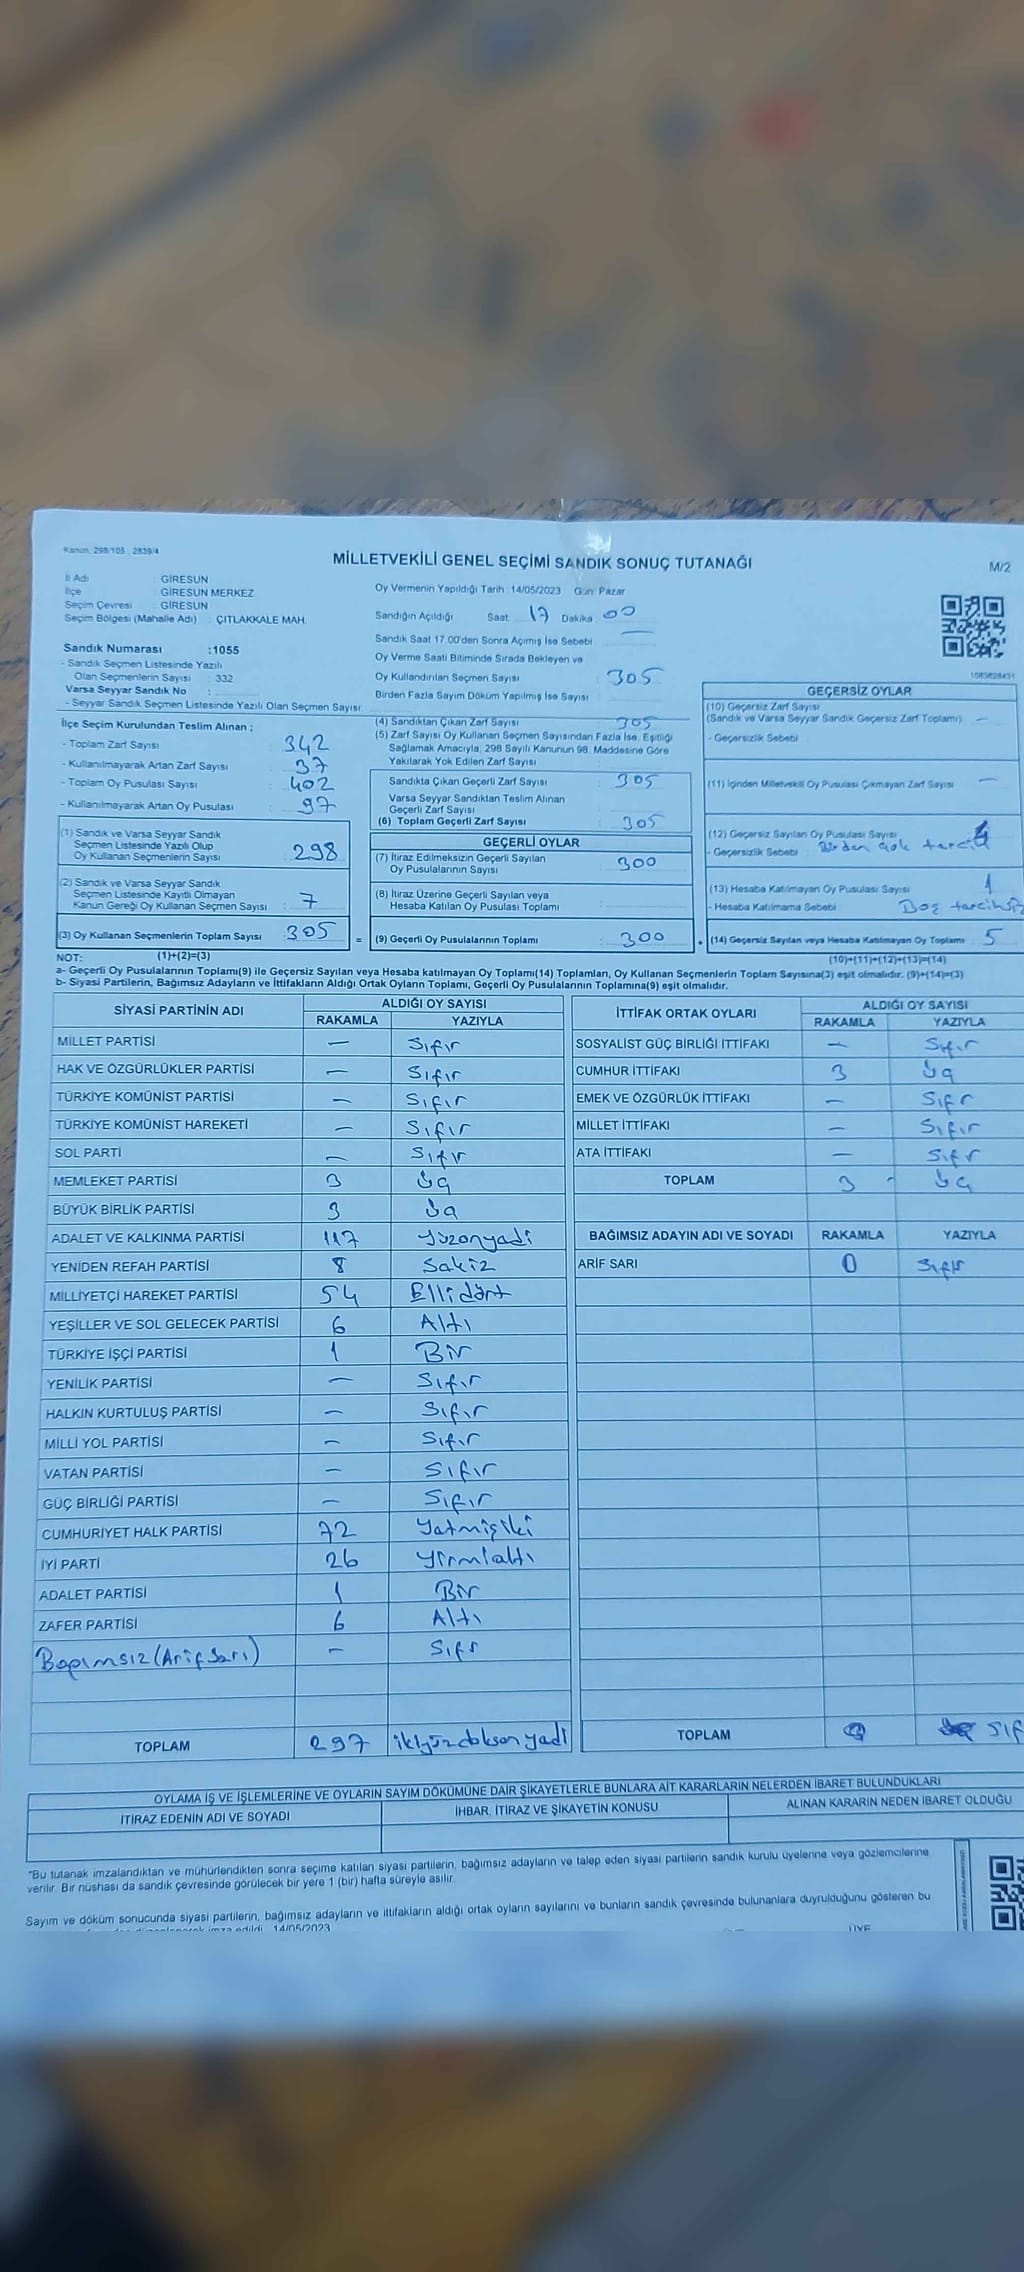 Kanun, 298/105, 2839/4
MİLLETVEKİLİ GENEL SEÇİMİ SANDIK SONUÇ TUTANAĞI
M/2
İl Adı : GİRESUN
İlçe : GİRESUN MERKEZ
Seçim Çevresi : GİRESUN
Seçim Bölgesi (Mahalle Adı) : ÇITLAKKALE MAH.
Sandık Numarası :1055
- Sandık Seçmen Listesinde Yazılı
Olan Seçmenlerin Sayısı : 332
Varsa Seyyar Sandık No :
- Seyyar Sandık Seçmen Listesinde Yazılı Olan Seçmen Sayısı:
Oy Vermenin Yapıldığı Tarih : 14/05/2023 Gün: Pazar
Sandığın Açıldığı Saat: 17 Dakika: 00
Sandık Saat 17.00'den Sonra Açımış İse Sebebi : —
Oy Verme Saati Bitiminde Sırada Bekleyen ve
Oy Kullandırılan Seçmen Sayısı : 305
Birden Fazla Sayım Döküm Yapılmış İse Sayısı :
İlçe Seçim Kurulundan Teslim Alınan ;
- Toplam Zarf Sayısı : 342
- Kullanılmayarak Artan Zarf Sayısı : 37
- Toplam Oy Pusulası Sayısı : 402
- Kullanılmayarak Artan Oy Pusulası : 97
(1) Sandık ve Varsa Seyyar Sandık
Seçmen Listesinde Yazılı Olup
Oy Kullanan Seçmenlerin Sayısı : 298
(2) Sandık ve Varsa Seyyar Sandık
Seçmen Listesinde Kayıtlı Olmayan
Kanun Gereği Oy Kullanan Seçmen Sayısı : 7
(3) Oy Kullanan Seçmenlerin Toplam Sayısı : 305 =
(4) Sandıktan Çıkan Zarf Sayısı : 305
(5) Zarf Sayısı Oy Kullanan Seçmen Sayısından Fazla İse, Eşitliği
Sağlamak Amacıyla, 298 Sayılı Kanunun 98. Maddesine Göre
Yakılarak Yok Edilen Zarf Sayısı :
Sandıkta Çıkan Geçerli Zarf Sayısı : 305
Varsa Seyyar Sandıktan Teslim Alınan
Geçerli Zarf Sayısı :
(6) Toplam Geçerli Zarf Sayısı : 305
GEÇERLİ OYLAR
(7) İtiraz Edilmeksizin Geçerli Sayılan
Oy Pusulalarının Sayısı : 300
(8) İtiraz Üzerine Geçerli Sayılan veya
Hesaba Katılan Oy Pusulası Toplamı :
(9) Geçerli Oy Pusulalarının Toplamı : 300 +
1083626431
GEÇERSİZ OYLAR
(10) Geçersiz Zarf Sayısı
(Sandık ve Varsa Seyyar Sandık Geçersiz Zarf Toplamı) : —
- Geçersizlik Sebebi :
(11) İçinden Milletvekili Oy Pusulası Çıkmayan Zarf Sayısı : —
(12) Geçersiz Sayılan Oy Pusulası Sayısı : 4
- Geçersizlik Sebebi : Birden çok tercih
(13) Hesaba Katılmayan Oy Pusulası Sayısı : 1
- Hesaba Katılmama Sebebi : Boş tercihsiz
(14) Geçersiz Sayılan veya Hesaba Katılmayan Oy Toplamı : 5
NOT: (1)+(2)=(3)
(10)+(11)+(12)+(13)=(14)
a- Geçerli Oy Pusulalarının Toplamı(9) ile Geçersiz Sayılan veya Hesaba katılmayan Oy Toplamı(14) Toplamları, Oy Kullanan Seçmenlerin Toplam Sayısına(3) eşit olmalıdır. (9)+(14)=(3)
b- Siyasi Partilerin, Bağımsız Adayların ve İttifakların Aldığı Ortak Oyların Toplamı, Geçerli Oy Pusulalarının Toplamına(9) eşit olmalıdır.
SİYASİ PARTİNİN ADI ALDIĞI OY SAYISI
RAKAMLA YAZIYLA
MİLLET PARTİSİ — Sıfır
HAK VE ÖZGÜRLÜKLER PARTİSİ — Sıfır
TÜRKİYE KOMÜNİST PARTİSİ — Sıfır
TÜRKİYE KOMÜNİST HAREKETİ — Sıfır
SOL PARTİ — Sıfır
MEMLEKET PARTİSİ 3 Üç
BÜYÜK BİRLİK PARTİSİ 3 Üç
ADALET VE KALKINMA PARTİSİ 117 Yüzonyedi
YENİDEN REFAH PARTİSİ 8 Sekiz
MİLLİYETÇİ HAREKET PARTİSİ 54 Ellidört
YEŞİLLER VE SOL GELECEK PARTİSİ 6 Altı
TÜRKİYE İŞÇİ PARTİSİ 1 Bir
YENİLİK PARTİSİ — Sıfır
HALKIN KURTULUŞ PARTİSİ — Sıfır
MİLLİ YOL PARTİSİ — Sıfır
VATAN PARTİSİ — Sıfır
GÜÇ BİRLİĞİ PARTİSİ — Sıfır
CUMHURİYET HALK PARTİSİ 72 Yetmişiki
İYİ PARTİ 26 Yirmialtı
ADALET PARTİSİ 1 Bir
ZAFER PARTİSİ 6 Altı
Bağımsız (Arif Sarı) — Sıfır
TOPLAM 297 ikiyüzdoksanyedi
İTTİFAK ORTAK OYLARI ALDIĞI OY SAYISI
RAKAMLA YAZIYLA
SOSYALİST GÜÇ BİRLİĞİ İTTİFAKI — Sıfır
CUMHUR İTTİFAKI 3 Üç
EMEK VE ÖZGÜRLÜK İTTİFAKI — Sıfır
MİLLET İTTİFAKI — Sıfır
ATA İTTİFAKI — Sıfır
TOPLAM 3 Üç
BAĞIMSIZ ADAYIN ADI VE SOYADI RAKAMLA YAZIYLA
ARİF SARI 0 Sıfır
TOPLAM SIF
OYLAMA İŞ VE İŞLEMLERİNE VE OYLARIN SAYIM DÖKÜMÜNE DAİR ŞİKAYETLERLE BUNLARA AİT KARARLARIN NELERDEN İBARET BULUNDUKLARI
İTİRAZ EDENİN ADI VE SOYADI İHBAR, İTİRAZ VE ŞİKAYETİN KONUSU ALINAN KARARIN NEDEN İBARET OLDUĞU
"Bu tutanak imzalandıktan ve mühürlendikten sonra seçime katılan siyasi partilerin, bağımsız adayların ve talep eden siyasi partilerin sandık kurulu üyelerine veya gözlemcilerine
verilir. Bir nüshası da sandık çevresinde görülecek bir yere 1 (bir) hafta süreyle asılır.
Sayım ve döküm sonucunda siyasi partilerin, bağımsız adayların ve ittifakların aldığı ortak oyların sayılarını ve bunların sandık çevresinde bulunanlara duyrulduğunu gösteren bu
imza edildi. 14/05/2023
ÜYE